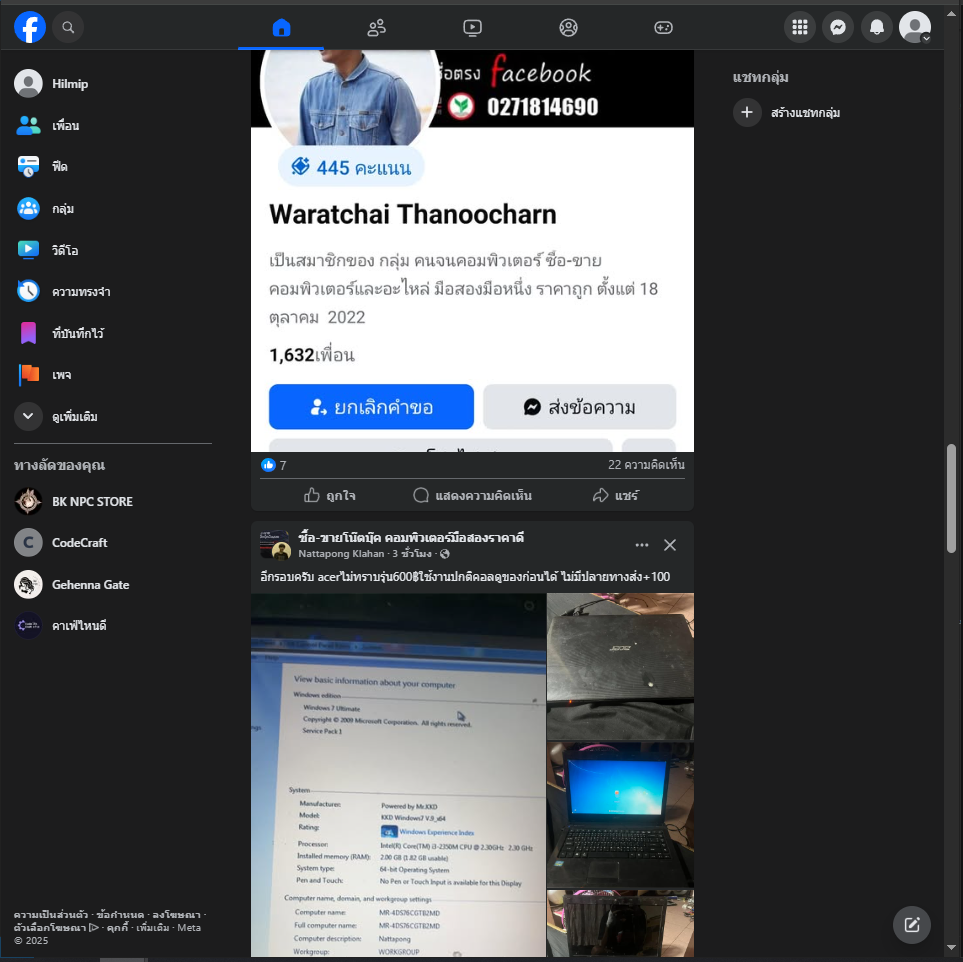 Hilmip
เพื่อน
ฟีด
กลุ่ม
วิดีโอ
ความทรงจำ
ที่บันทึกไว้
เพจ
ดูเพิ่มเติม
ทางลัดของคุณ
BK NPC STORE
C CodeCraft
Gehenna Gate
คาเฟ่ไหนดี
ความเป็นส่วนตัว · ข้อกำหนด · ลงโฆษณา ·
ตัวเลือกโฆษณา · คุกกี้ · เพิ่มเติม · Meta
© 2025
facebook
0271814690
445 คะแนน
Waratchai Thanoocharn
เป็นสมาชิกของ กลุ่ม คนจนคอมพิวเตอร์ ซื้อ-ขาย
คอมพิวเตอร์และอะไหล่ มือสองมือหนึ่ง ราคาถูก ตั้งแต่ 18
ตุลาคม 2022
1,632เพื่อน
ยกเลิกคำขอ
ส่งข้อความ
7
22 ความคิดเห็น
ถูกใจ
แสดงความคิดเห็น
แชร์
ซื้อ-ขายโน๊ตบุ๊ค คอมพิวเตอร์มือสองราคาดี
Nattapong Klahan · 3 ชั่วโมง ·
อีกรอบครับ acerไม่ทราบรุ่น600฿ใช้งานปกติคอลดูของก่อนได้ ไม่มีปลายทางส่ง+100
View basic information about your computer
Windows edition
Windows 7 Ultimate
Copyright © 2009 Microsoft Corporation. All rights reserved.
Service Pack 1
System
Manufacturer: Powered by Mr.KKD
Model: KKD Windows7 V.9_x64
Rating: Windows Experience Index
Processor: Intel(R) Core(TM) i3-2350M CPU @ 2.30GHz 2.30 GHz
Installed memory (RAM): 2.00 GB (1.82 GB usable)
System type: 64-bit Operating System
Pen and Touch: No Pen or Touch Input is available for this Display
Computer name, domain, and workgroup settings
Computer name: MR-4DS76CGTB2MD
Full computer name: MR-4DS76CGTB2MD
Computer description: Nattapong
Workgroup: WORKGROUP
acer
แชทกลุ่ม
สร้างแชทกลุ่ม